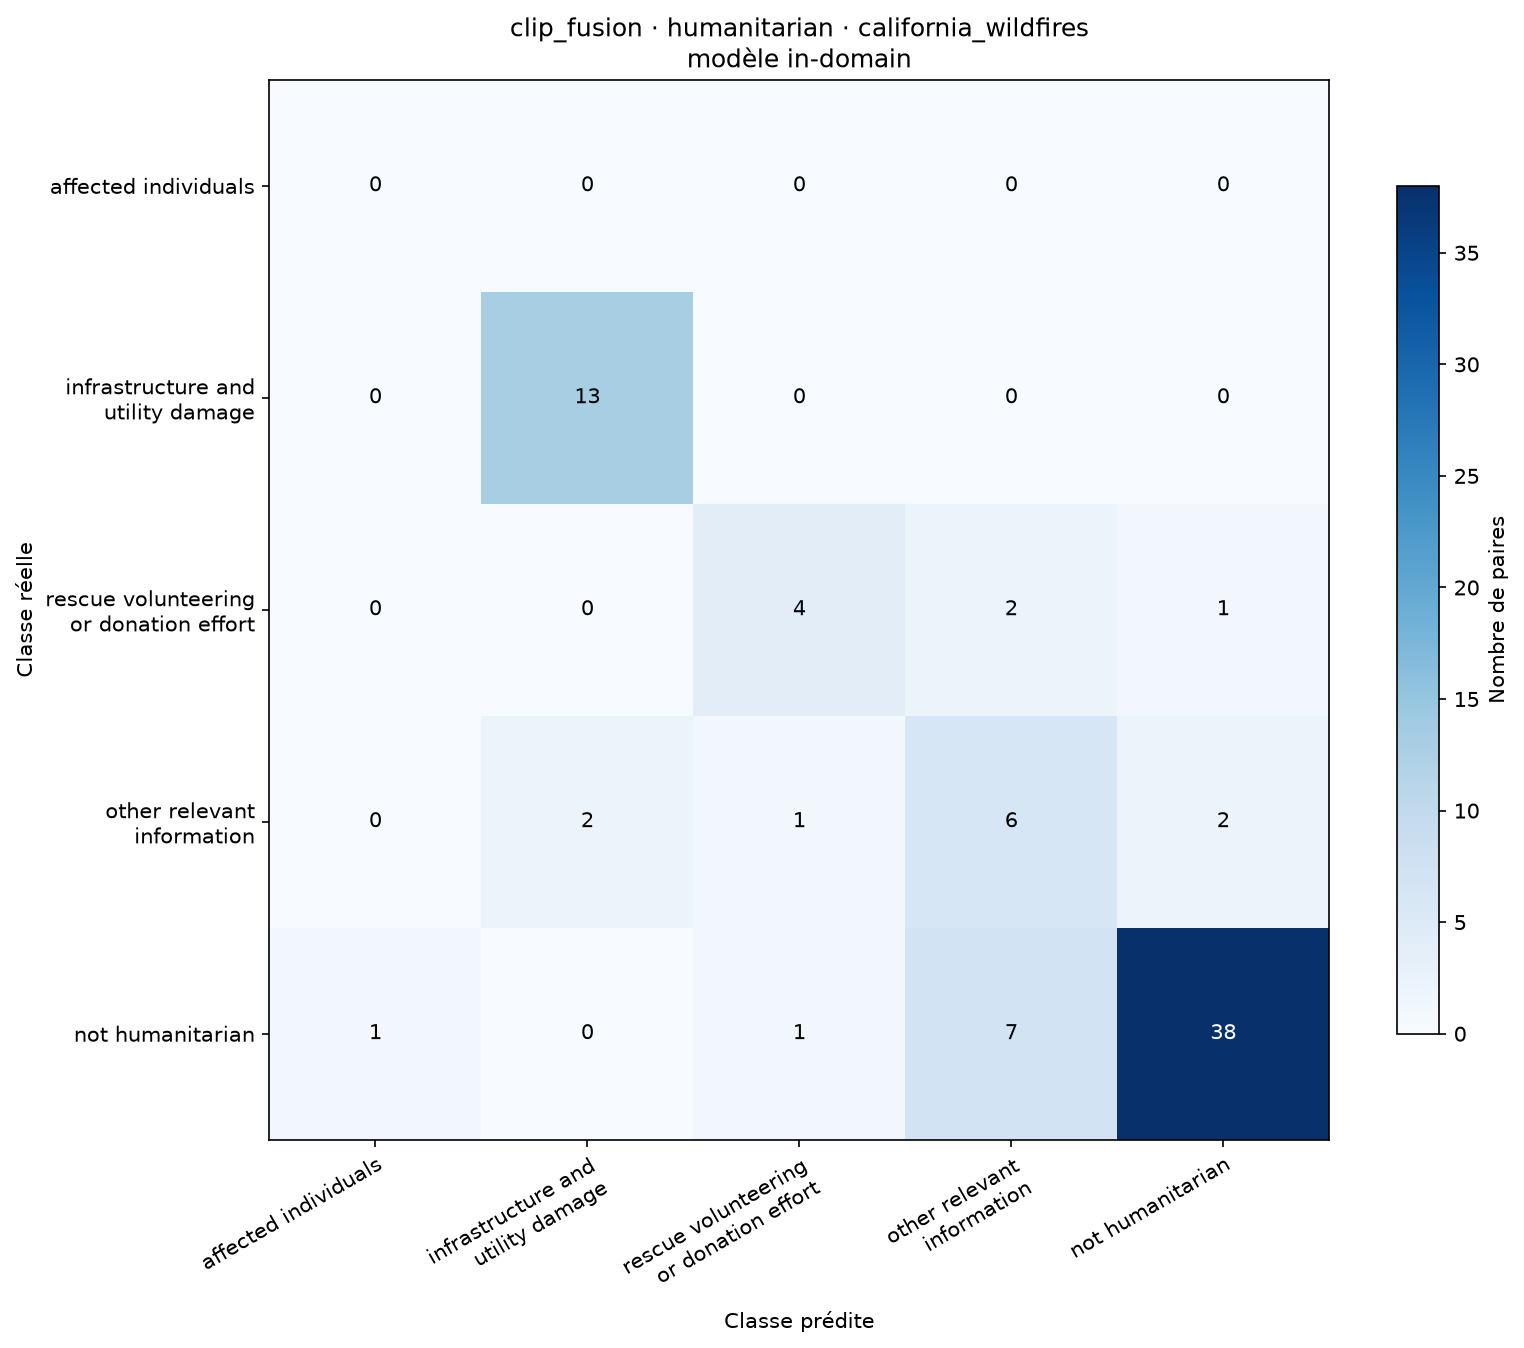 clip_fusion · humanitarian · california_wildfires
modèle in-domain
Classe réelle
affected individuals
0 0 0 0 0
infrastructure and
utility damage
0 13 0 0 0
rescue volunteering
or donation effort
0 0 4 2 1
other relevant
information
0 2 1 6 2
not humanitarian
1 0 1 7 38
affected individuals
infrastructure and
utility damage
rescue volunteering
or donation effort
other relevant
information
not humanitarian
Classe prédite
35
30
25
20
15
10
5
0
Nombre de paires